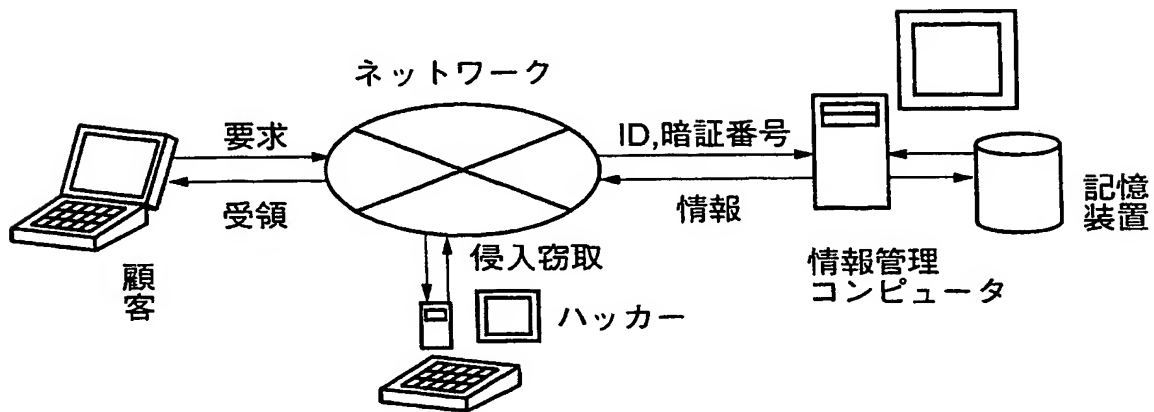 ネットワーク
要求
受領
ID,暗証番号
情報
記憶
装置
顧
客
侵入窃取
ハッカー
情報管理
コンピュータ